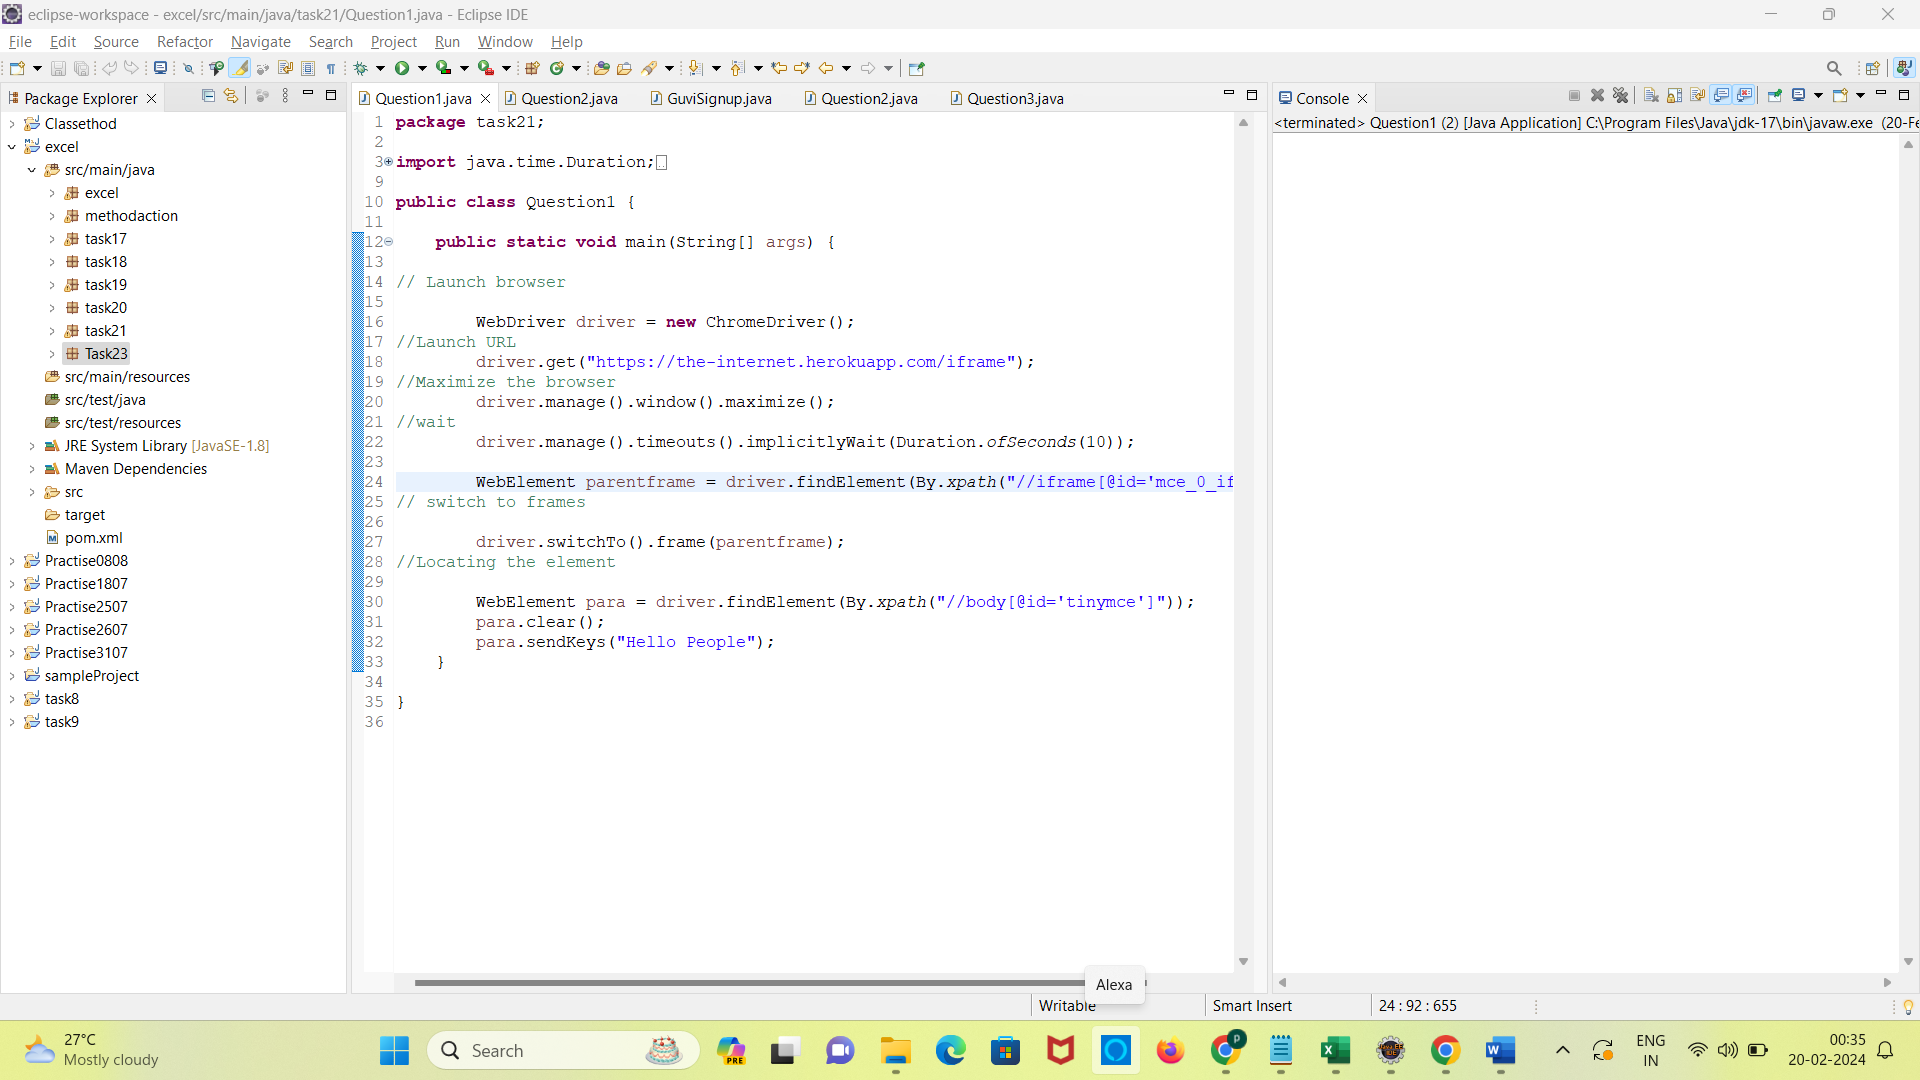 eclipse-workspace - excel/src/main/java/task21/Question1.java - Eclipse IDE
File Edit Source Refactor Navigate Search Project Run Window Help
Package Explorer
Classethod
excel
src/main/java
excel
methodaction
task17
task18
task19
task20
task21
Task23
src/main/resources
src/test/java
src/test/resources
JRE System Library [JavaSE-1.8]
Maven Dependencies
src
target
pom.xml
Practise0808
Practise1807
Practise2507
Practise2607
Practise3107
sampleProject
task8
task9
Question1.java Question2.java GuviSignup.java Question2.java Question3.java
1 package task21;
2
3 import java.time.Duration;
9
10 public class Question1 {
11
12 public static void main(String[] args) {
13
14 // Launch browser
15
16 WebDriver driver = new ChromeDriver();
17 //Launch URL
18 driver.get("https://the-internet.herokuapp.com/iframe");
19 //Maximize the browser
20 driver.manage().window().maximize();
21 //wait
22 driver.manage().timeouts().implicitlyWait(Duration.ofSeconds(10));
23
24 WebElement parentframe = driver.findElement(By.xpath("//iframe[@id='mce_0_if
25 // switch to frames
26
27 driver.switchTo().frame(parentframe);
28 //Locating the element
29
30 WebElement para = driver.findElement(By.xpath("//body[@id='tinymce']"));
31 para.clear();
32 para.sendKeys("Hello People");
33 }
34
35 }
36
Console
<terminated> Question1 (2) [Java Application] C:\Program Files\Java\jdk-17\bin\javaw.exe (20-Fe
Alexa
Writable Smart Insert 24 : 92 : 655
27°C
Mostly cloudy
Search
PRE
P
ENG
IN
00:35
20-02-2024